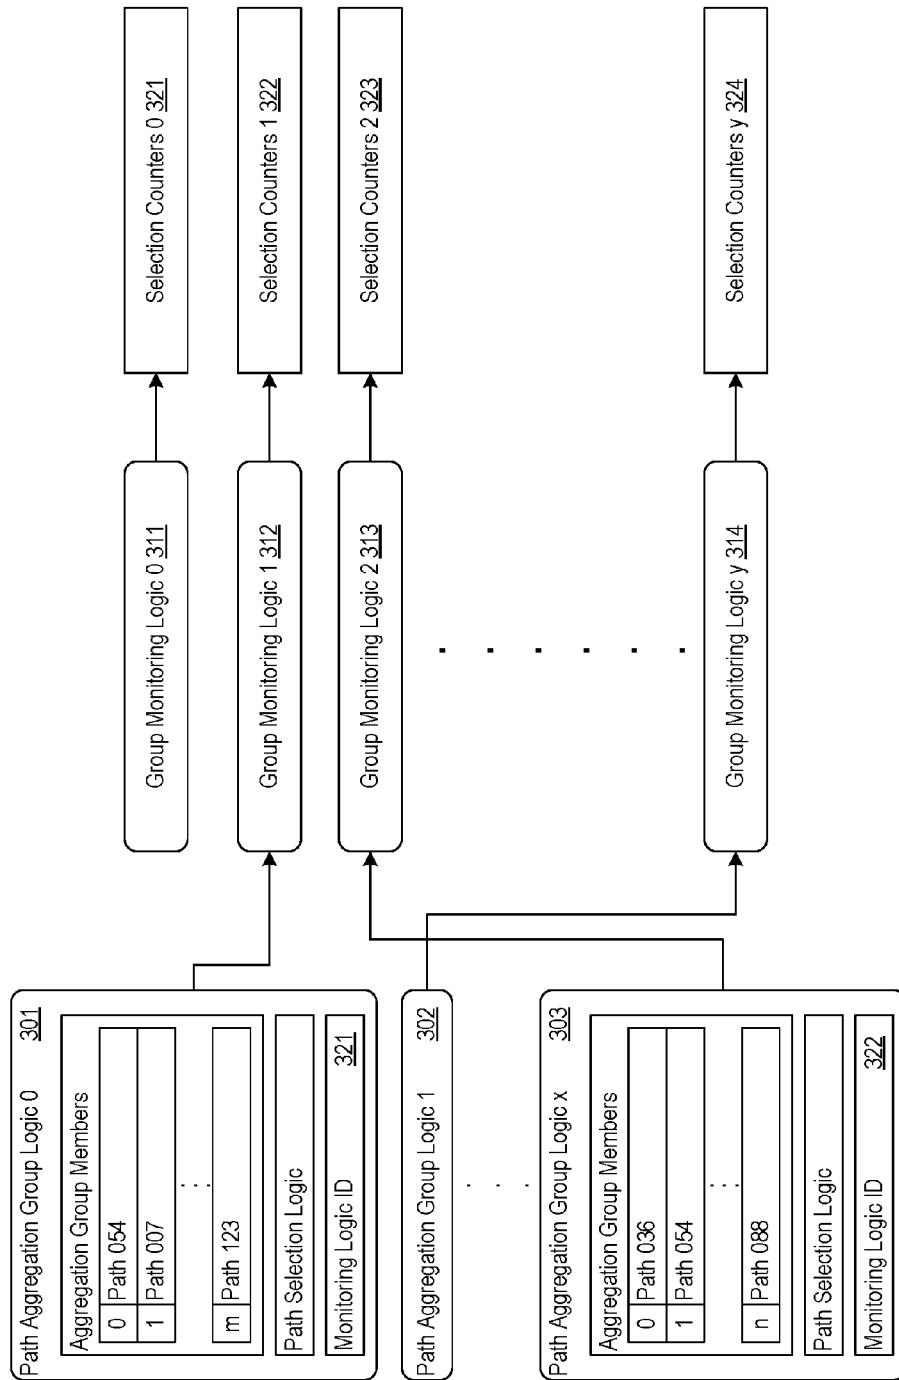 Path Aggregation Group Logic 0 301
Aggregation Group Members
0 Path 054
1 Path 007
m Path 123
Path Selection Logic
Monitoring Logic ID 321
Path Aggregation Group Logic 1 302
Path Aggregation Group Logic x 303
Aggregation Group Members
0 Path 036
1 Path 054
n Path 088
Path Selection Logic
Monitoring Logic ID 322
Group Monitoring Logic 0 311
Group Monitoring Logic 1 312
Group Monitoring Logic 2 313
Group Monitoring Logic y 314
Selection Counters 0 321
Selection Counters 1 322
Selection Counters 2 323
Selection Counters y 324